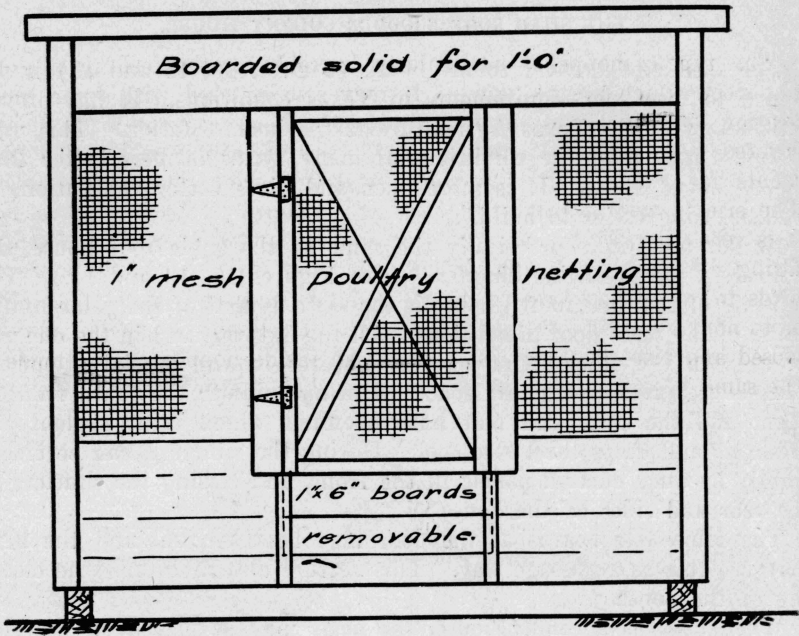 Boarded solid for 1'-0"
1" mesh poultry netting
1"x 6" boards
removable.